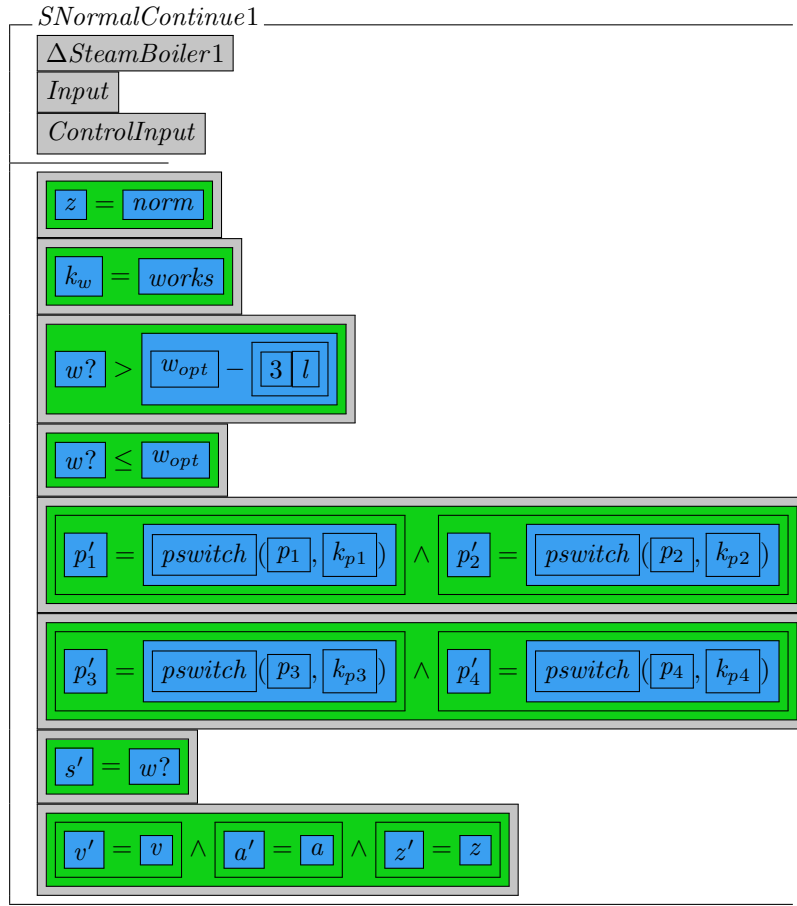 SNormalContinue1
ΔSteamBoiler1
Input
ControlInput
z = norm
k_w = works
w? > w_opt − 3 l
w? ≤ w_opt
p′_1 = pswitch(p_1, k_p1) ∧ p′_2 = pswitch(p_2, k_p2)
p′_3 = pswitch(p_3, k_p3) ∧ p′_4 = pswitch(p_4, k_p4)
s′ = w?
v′ = v ∧ a′ = a ∧ z′ = z